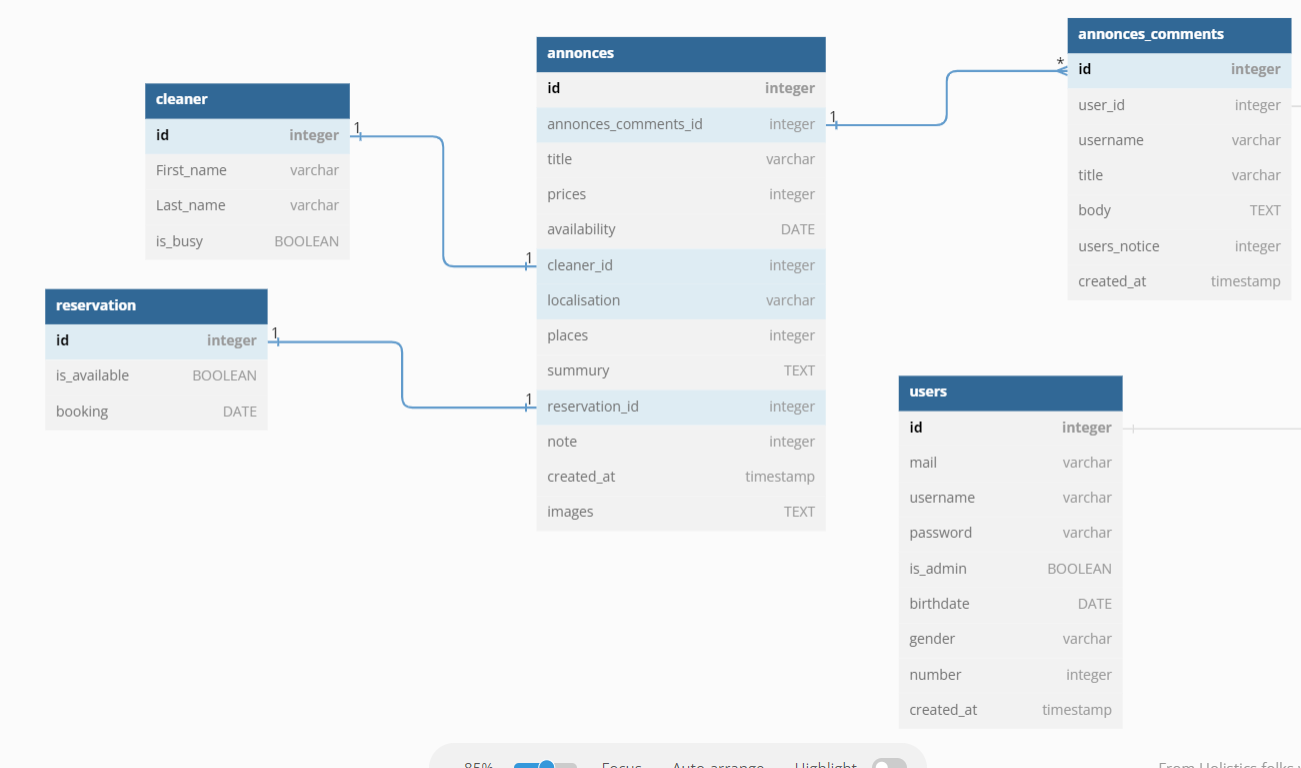 cleaner
id integer
First_name varchar
Last_name varchar
is_busy BOOLEAN
reservation
id integer
is_available BOOLEAN
booking DATE
1
1
1
1
annonces
id integer
annonces_comments_id integer
title varchar
prices integer
availability DATE
cleaner_id integer
localisation varchar
places integer
summury TEXT
reservation_id integer
note integer
created_at timestamp
images TEXT
1
*
annonces_comments
id integer
user_id integer
username varchar
title varchar
body TEXT
users_notice integer
created_at timestamp
users
id integer
mail varchar
username varchar
password varchar
is_admin BOOLEAN
birthdate DATE
gender varchar
number integer
created_at timestamp
85% Focus Auto-arrange Highlight
From Holistics folks